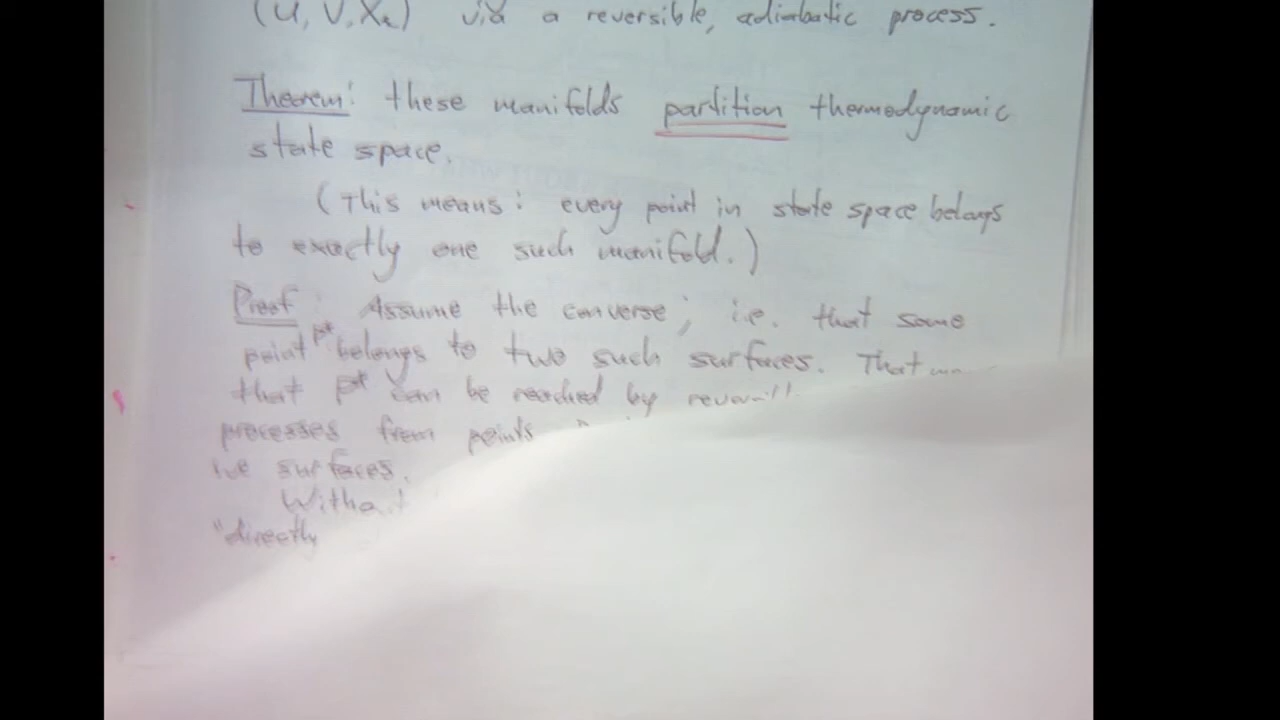 (U, V, X₂) via a reversible, adiabatic process.
Theorem: these manifolds partition thermodynamic
state space.
(This means: every point in state space belongs
to exactly one such manifold.)
Proof: Assume the converse; i.e. that some
point p* belongs to two such surfaces. That
that p* can be reached by
processes from points
surfaces.
"directly